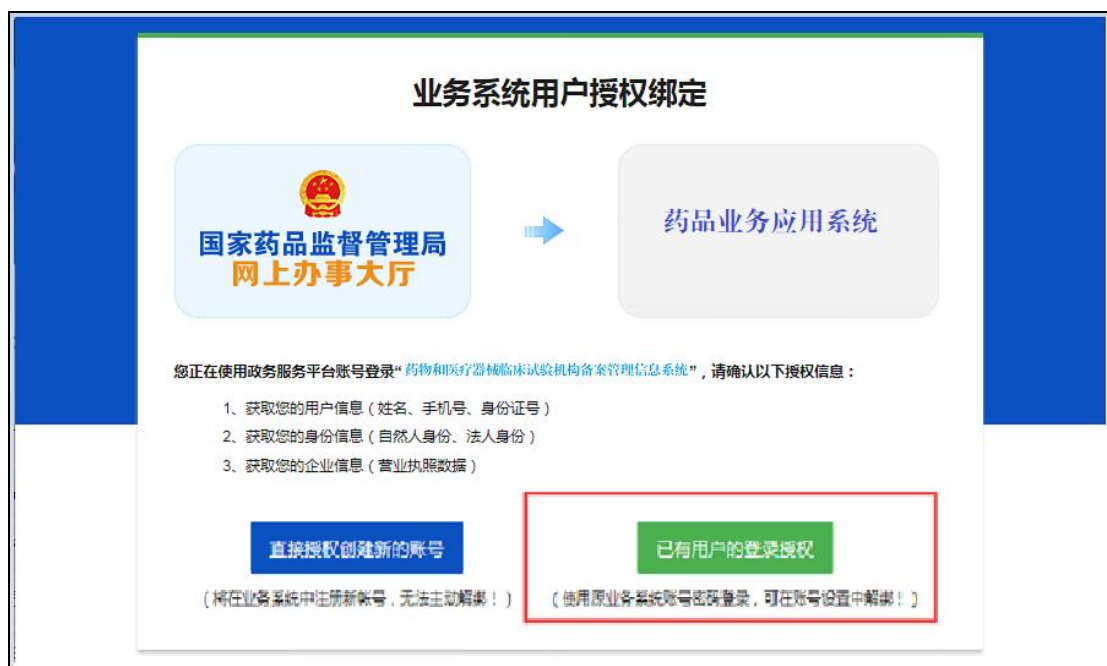 业务系统用户授权绑定
国家药品监督管理局
网上办事大厅
药品业务应用系统
您正在使用政务服务平台账号登录“药物和医疗器械临床试验机构备案管理信息系统”，请确认以下授权信息：
1、获取您的用户信息（姓名、手机号、身份证号）
2、获取您的身份信息（自然人身份、法人身份）
3、获取您的企业信息（营业执照数据）
直接授权创建新的账号
已有用户的登录授权
（将在业务系统中注册新帐号，无法主动解绑！）
（使用原业务系统账号密码登录，可在账号设置中解绑！）